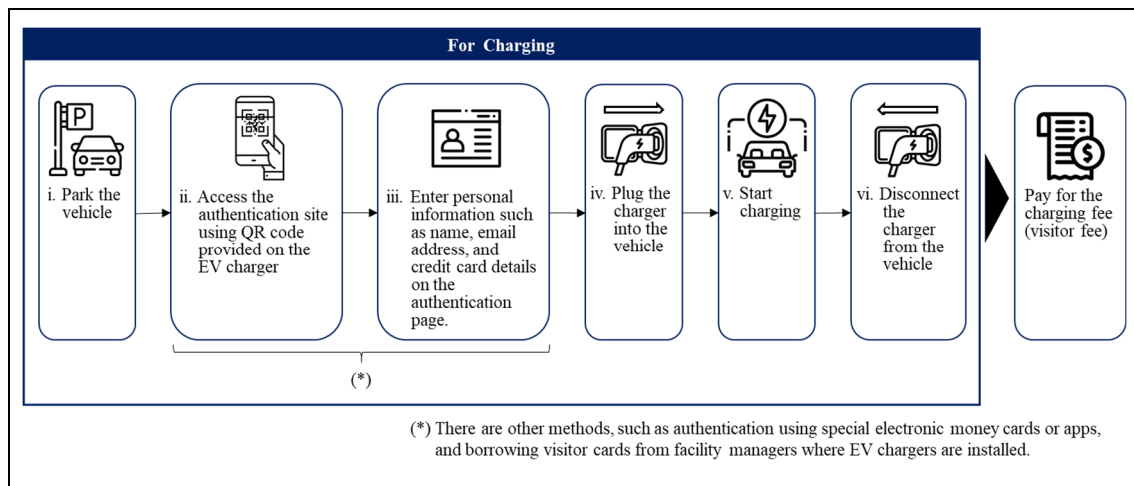 For Charging
P
i. Park the
vehicle
ii. Access the
authentication site
using QR code
provided on the
EV charger
iii. Enter personal
information such
as name, email
address, and
credit card details
on the
authentication
page.
iv. Plug the
charger
into the
vehicle
v. Start
charging
vi. Disconnect
the
charger
from the
vehicle
$
Pay for the
charging fee
(visitor fee)
(*)
(*) There are other methods, such as authentication using special electronic money cards or apps,
and borrowing visitor cards from facility managers where EV chargers are installed.